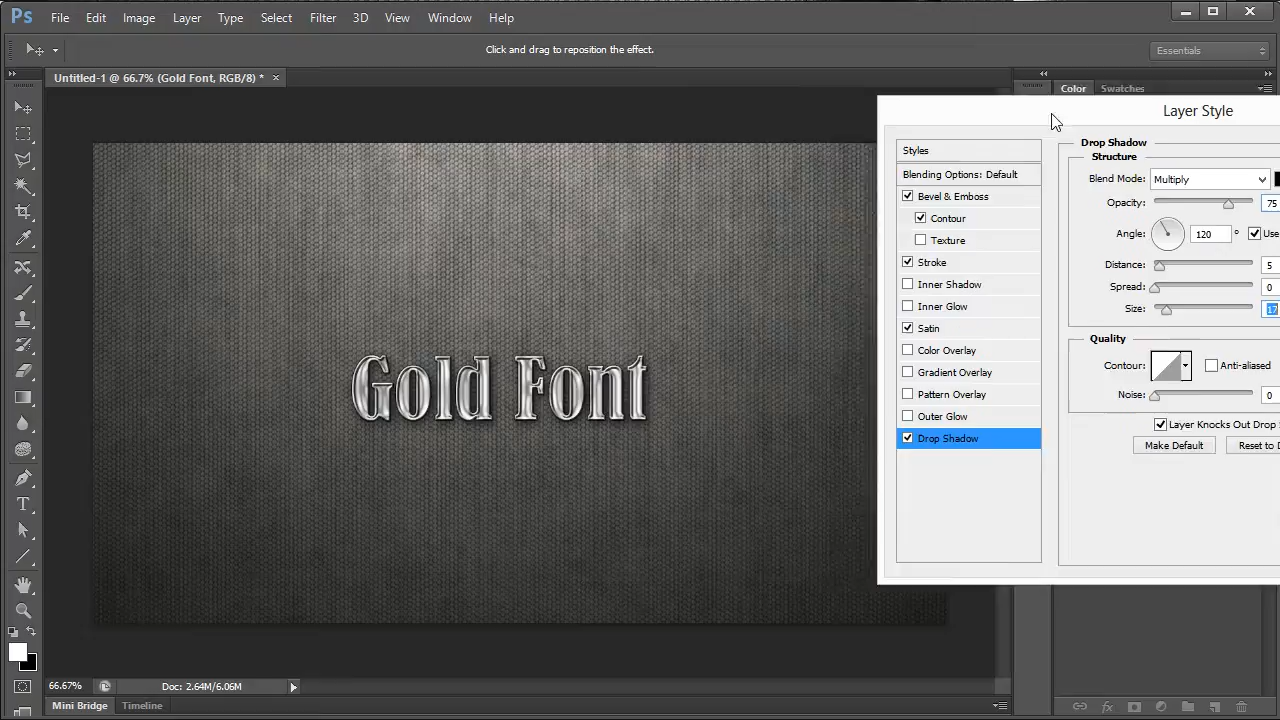 Ps File Edit Image Layer Type Select Filter 3D View Window Help
Click and drag to reposition the effect.
Essentials
Untitled-1 @ 66.7% (Gold Font, RGB/8) *
Color Swatches
Layer Style
Styles
Blending Options: Default
Bevel & Emboss
Contour
Texture
Stroke
Inner Shadow
Inner Glow
Satin
Color Overlay
Gradient Overlay
Pattern Overlay
Outer Glow
Drop Shadow
Drop Shadow
Structure
Blend Mode: Multiply
Opacity: 75
Angle: 120 ° Use
Distance: 5
Spread: 0
Size: 17
Quality
Contour: Anti-aliased
Noise: 0
Layer Knocks Out Drop
Make Default Reset to D
Gold Font
66.67% Doc: 2.64M/6.06M
Mini Bridge Timeline